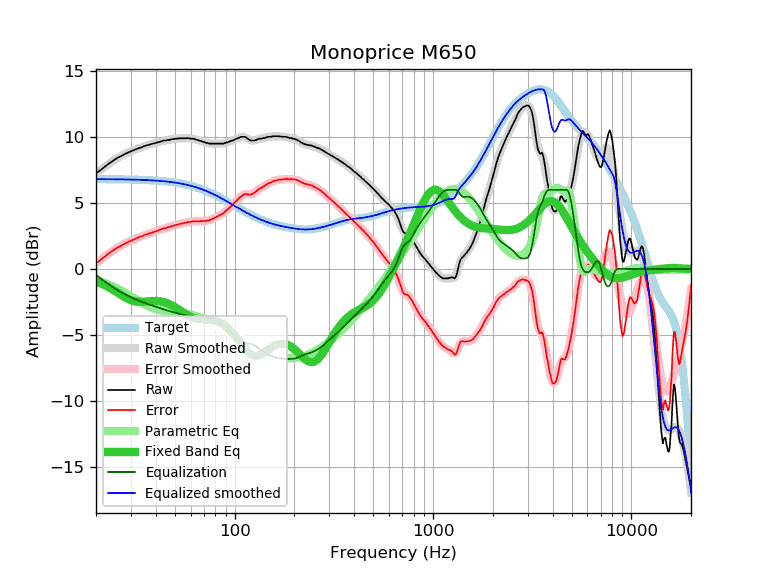 Monoprice M650
Amplitude (dBr)
15
10
5
0
−5
−10
−15
Target
Raw Smoothed
Error Smoothed
Raw
Error
Parametric Eq
Fixed Band Eq
Equalization
Equalized smoothed
100
1000
10000
Frequency (Hz)